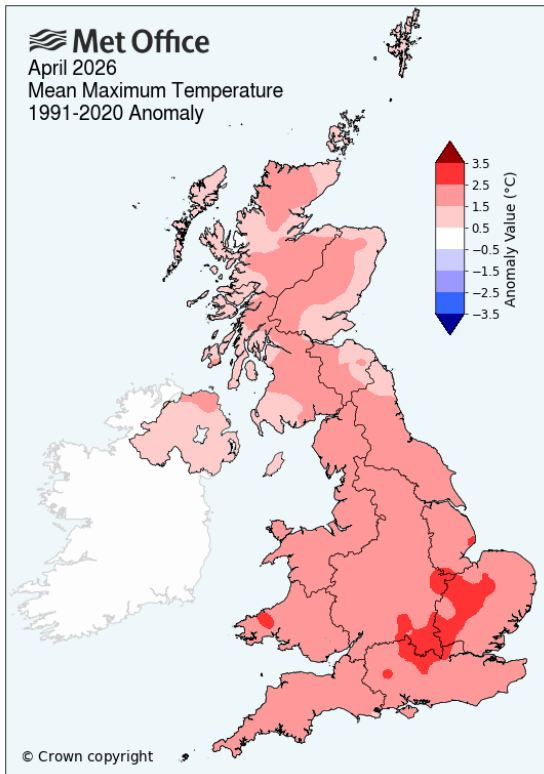 Met Office
April 2026
Mean Maximum Temperature
1991-2020 Anomaly
3.5
2.5
1.5
0.5
−0.5
−1.5
−2.5
−3.5
Anomaly Value (°C)
© Crown copyright